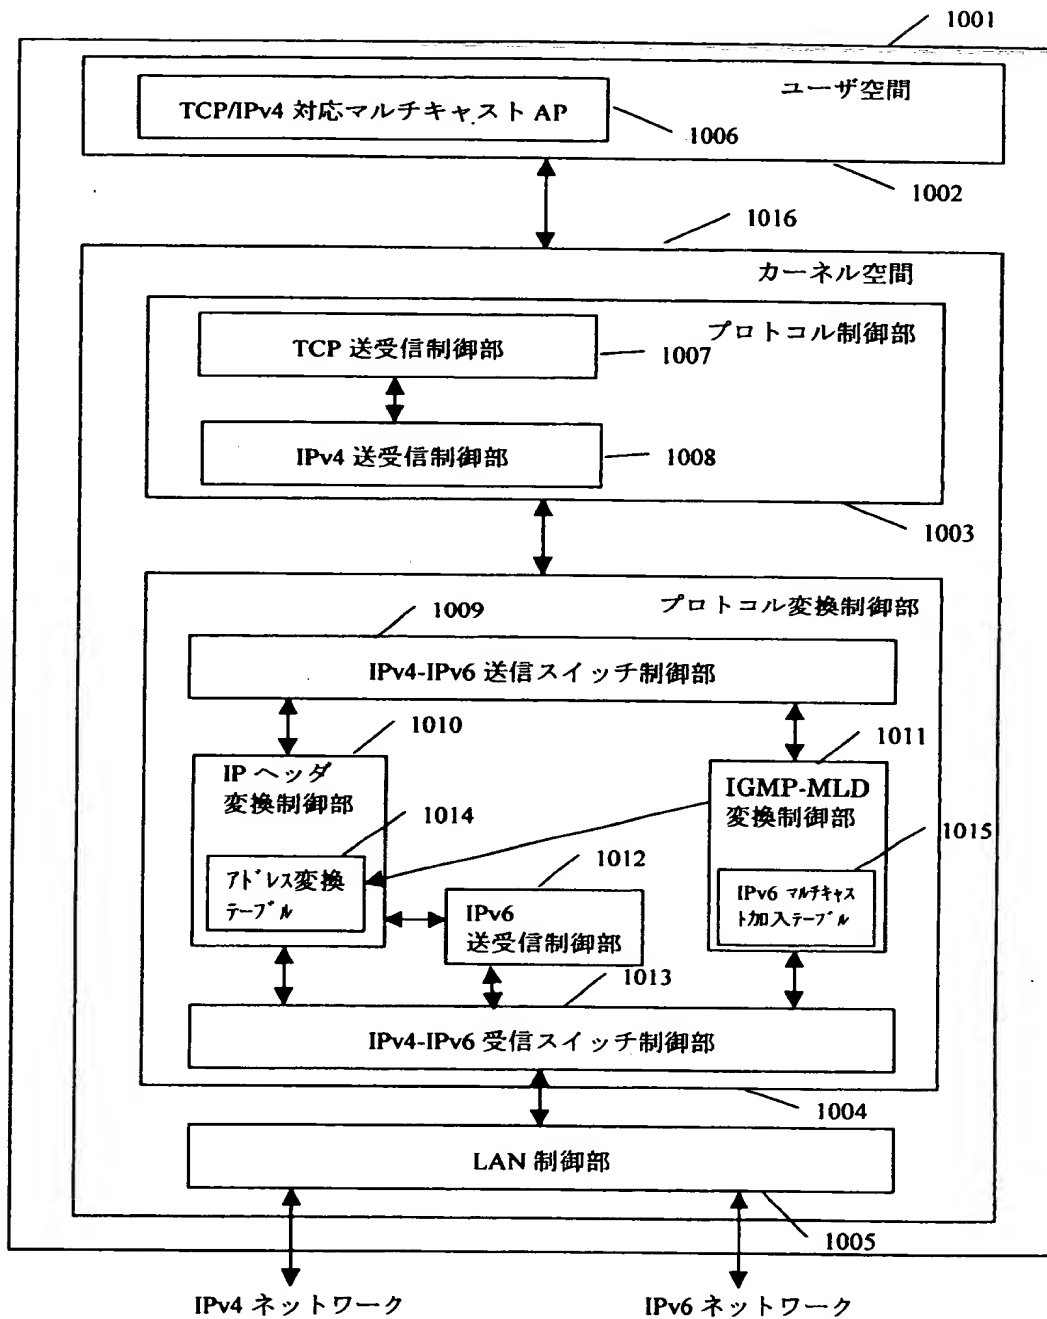 1001
ユーザ空間
TCP/IPv4 対応マルチキャスト AP
1006
1002
1016
カーネル空間
プロトコル制御部
TCP 送受信制御部
1007
IPv4 送受信制御部
1008
1003
プロトコル変換制御部
1009
IPv4-IPv6 送信スイッチ制御部
1010
1011
IP ヘッダ
変換制御部
IGMP-MLD
変換制御部
1014
1015
1012
アドレス変換
テーブル
IPv6 マルチキャス
ト加入テーブル
IPv6
送受信制御部
1013
IPv4-IPv6 受信スイッチ制御部
1004
LAN 制御部
1005
IPv4 ネットワーク
IPv6 ネットワーク